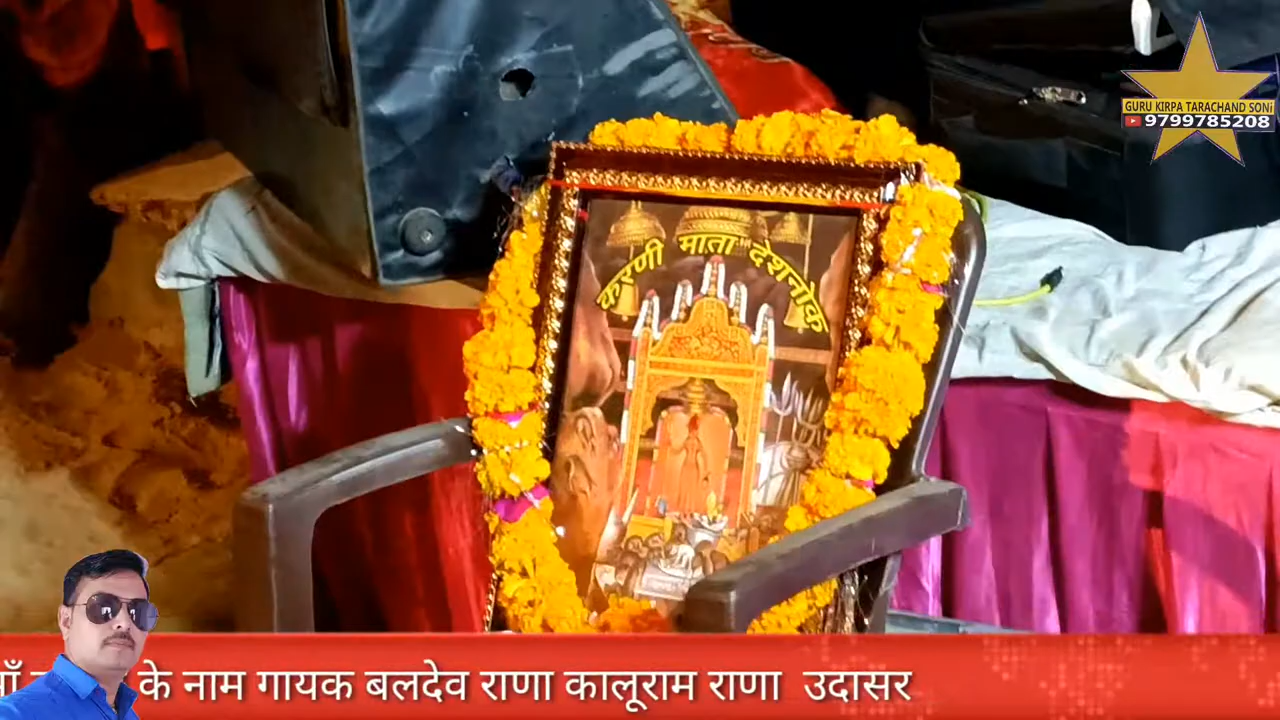 GURU KIRPA TARACHAND SONI
9799785208
करणी माता देशनोक
के नाम गायक बलदेव राणा कालूराम राणा उदासर